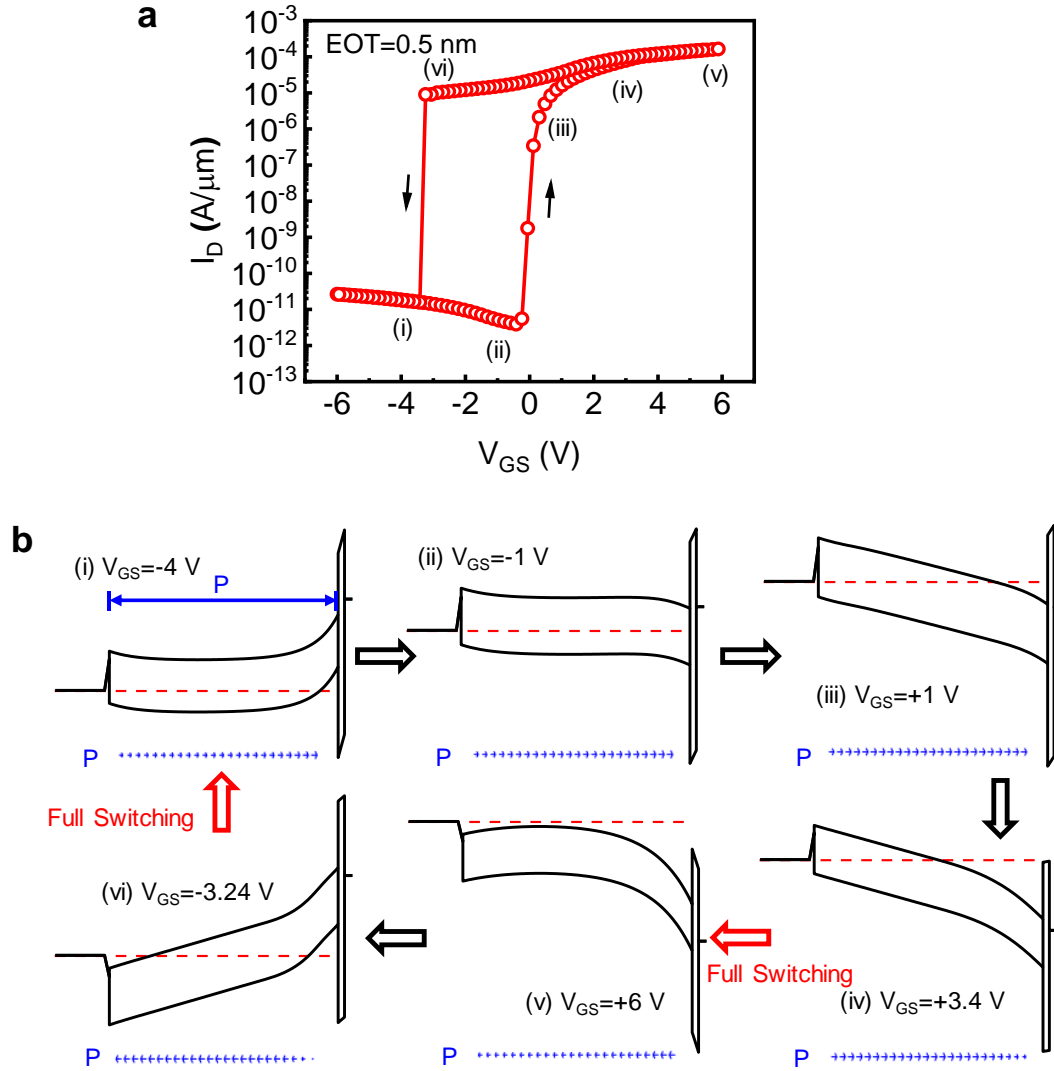 a
EOT=0.5 nm
10⁻³
10⁻⁴
10⁻⁵
10⁻⁶
10⁻⁷
10⁻⁸
10⁻⁹
10⁻¹⁰
10⁻¹¹
10⁻¹²
10⁻¹³
I_D (A/μm)
(vi)
(v)
(iv)
(iii)
(i)
(ii)
-6 -4 -2 0 2 4 6
V_GS (V)
b
(i) V_GS=-4 V
P
P
(ii) V_GS=-1 V
P
(iii) V_GS=+1 V
P
Full Switching
(vi) V_GS=-3.24 V
P
(v) V_GS=+6 V
P
Full Switching
(iv) V_GS=+3.4 V
P